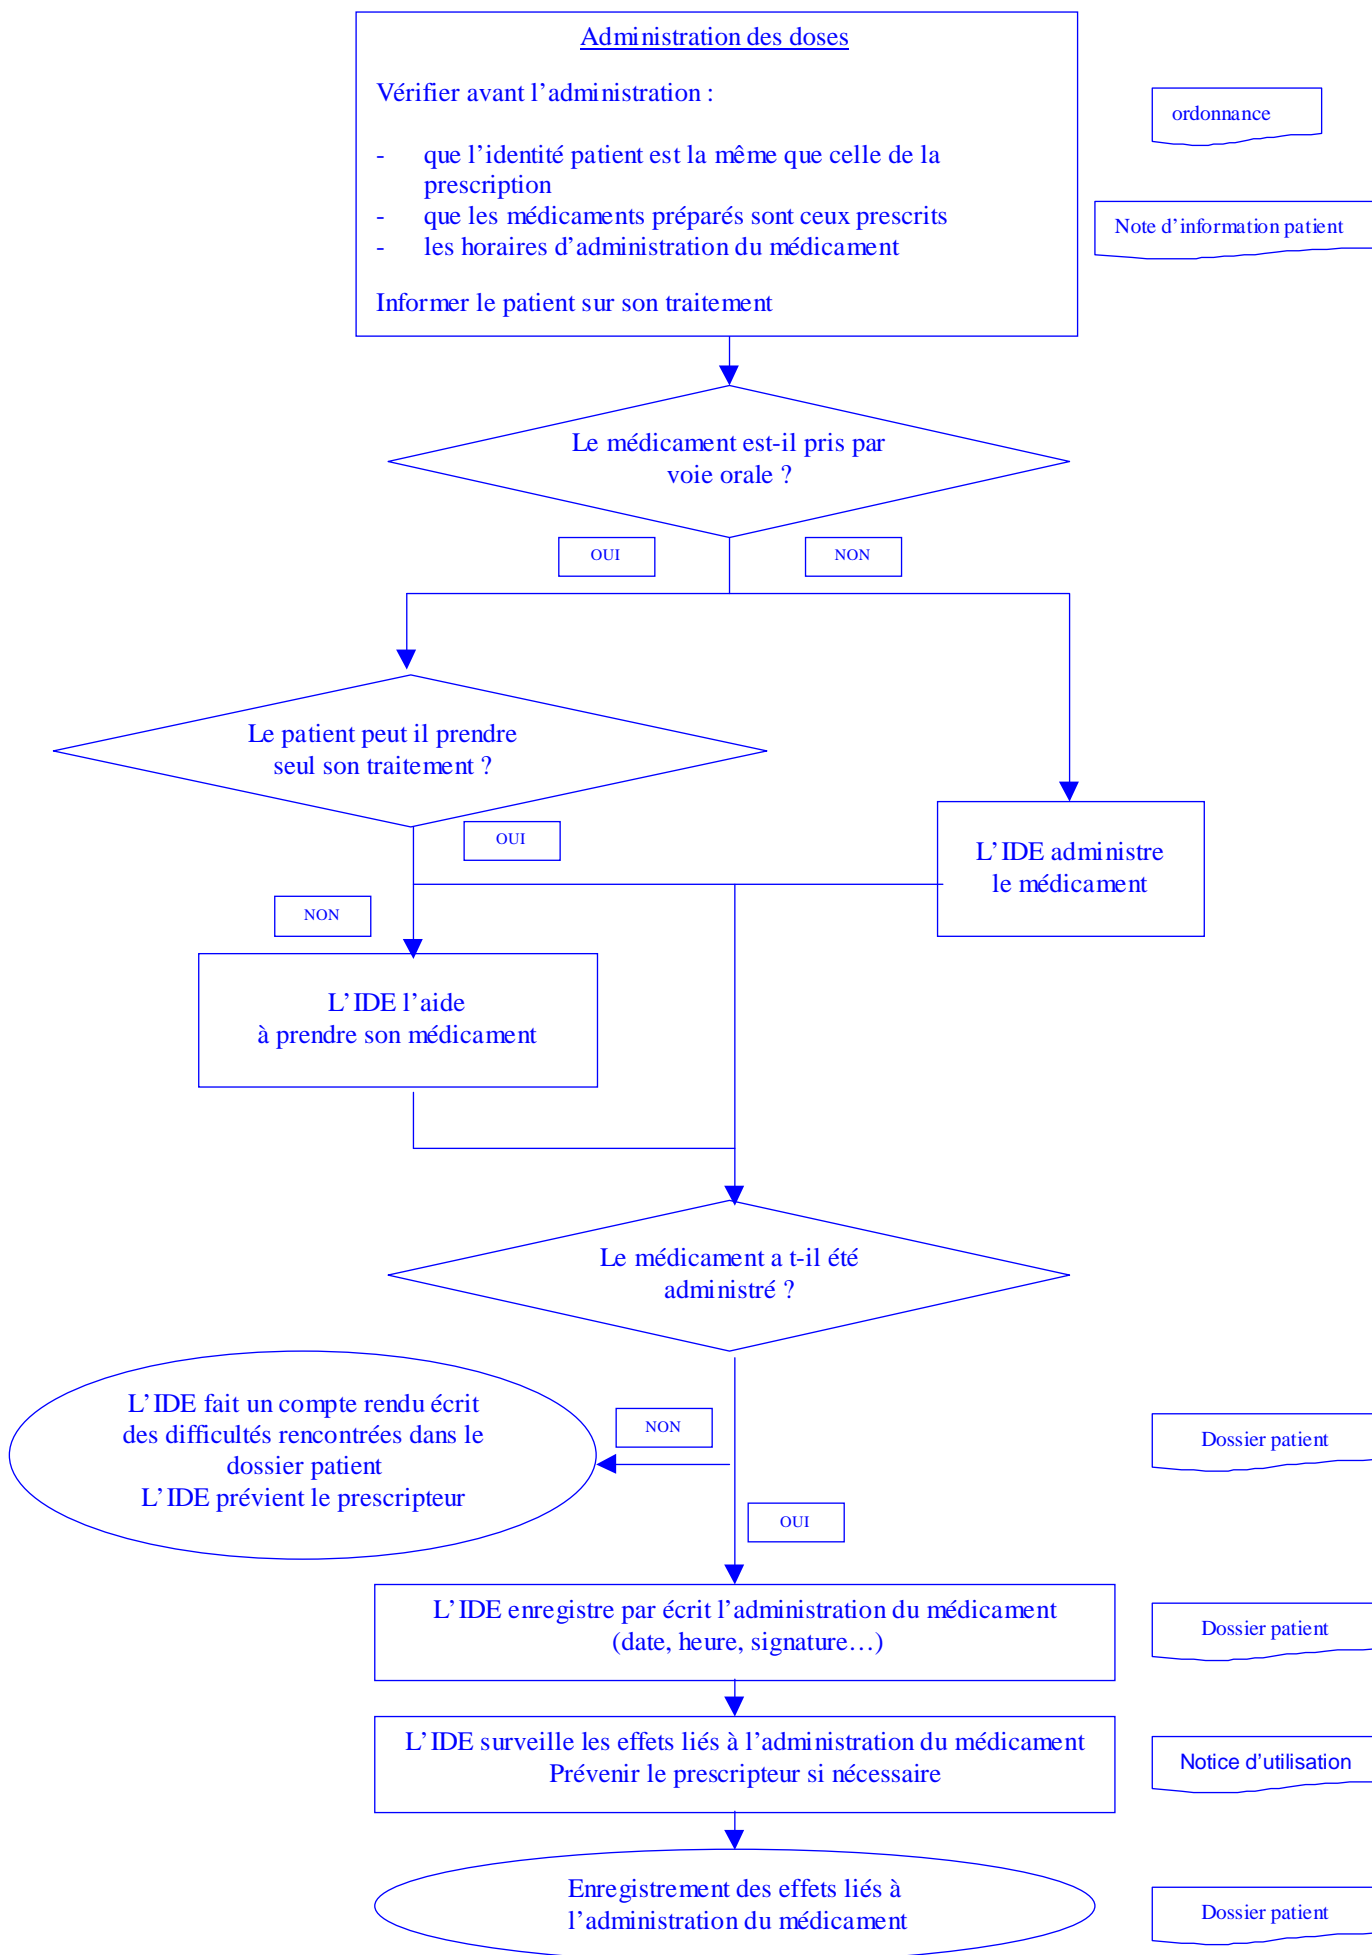 Administration des doses
Vérifier avant l’administration :
ordonnance
- que l’identité patient est la même que celle de la
prescription
- que les médicaments préparés sont ceux prescrits
- les horaires d’administration du médicament
Note d’information patient
Informer le patient sur son traitement
Le médicament est-il pris par
voie orale ?
OUI
NON
Le patient peut il prendre
seul son traitement ?
OUI
L’IDE administre
le médicament
NON
L’IDE l’aide
à prendre son médicament
Le médicament a t-il été
administré ?
L’IDE fait un compte rendu écrit
des difficultés rencontrées dans le
dossier patient
L’IDE prévient le prescripteur
NON
Dossier patient
OUI
L’IDE enregistre par écrit l’administration du médicament
(date, heure, signature…)
Dossier patient
L’IDE surveille les effets liés à l’administration du médicament
Prévenir le prescripteur si nécessaire
Notice d’utilisation
Enregistrement des effets liés à
l’administration du médicament
Dossier patient